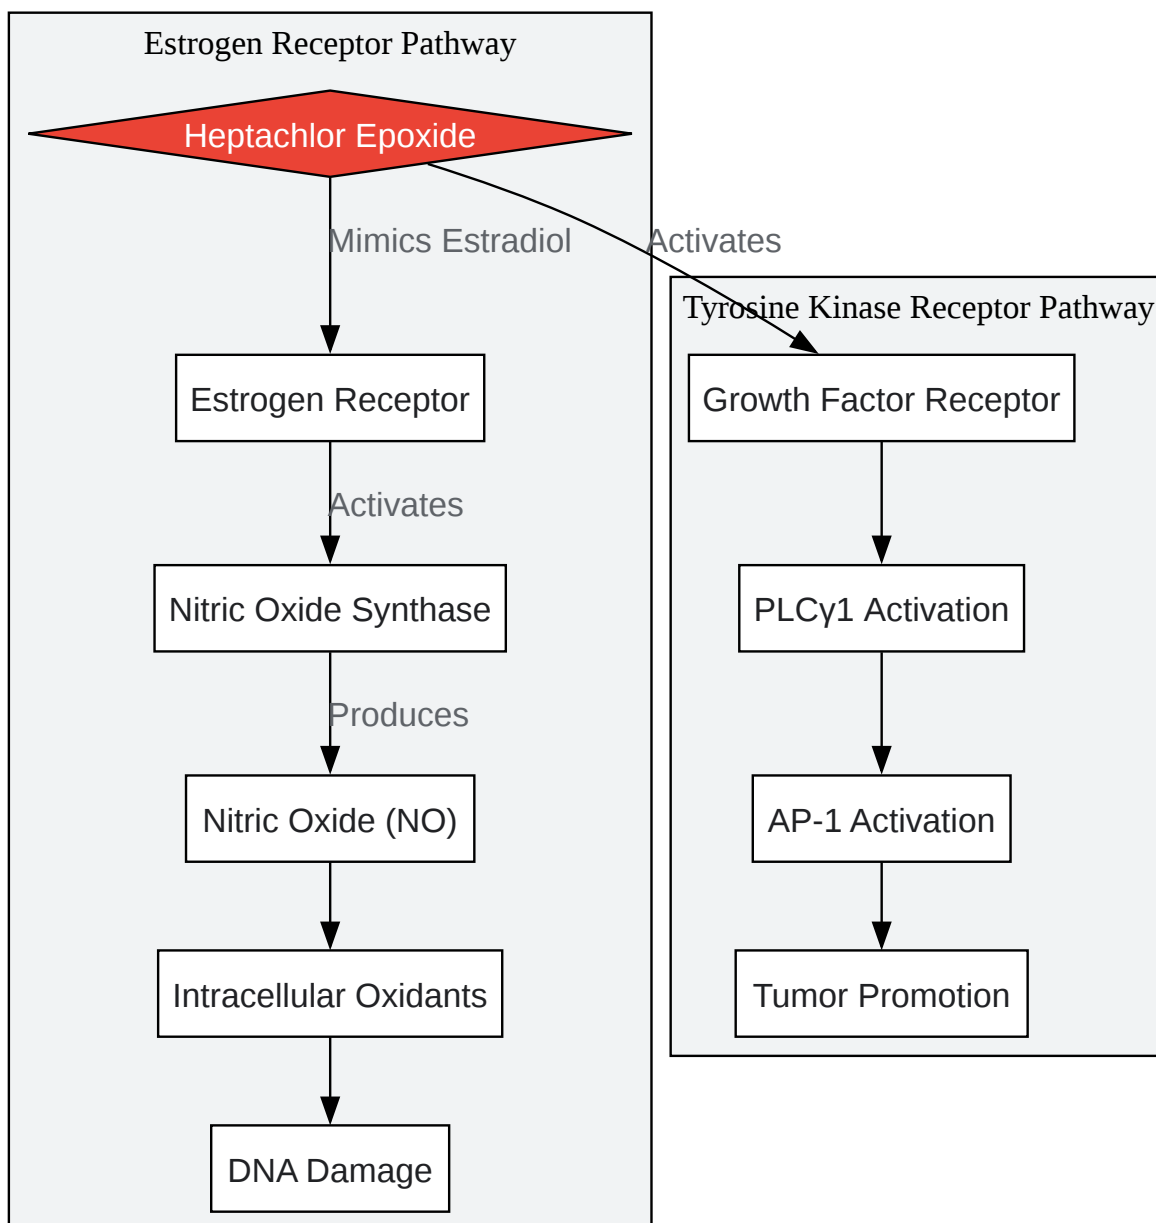 Estrogen Receptor Pathway
Heptachlor Epoxide
Mimics Estradiol
Activates
Tyrosine Kinase Receptor Pathway
Estrogen Receptor
Growth Factor Receptor
Activates
Nitric Oxide Synthase
PLCγ1 Activation
Produces
Nitric Oxide (NO)
AP-1 Activation
Intracellular Oxidants
Tumor Promotion
DNA Damage